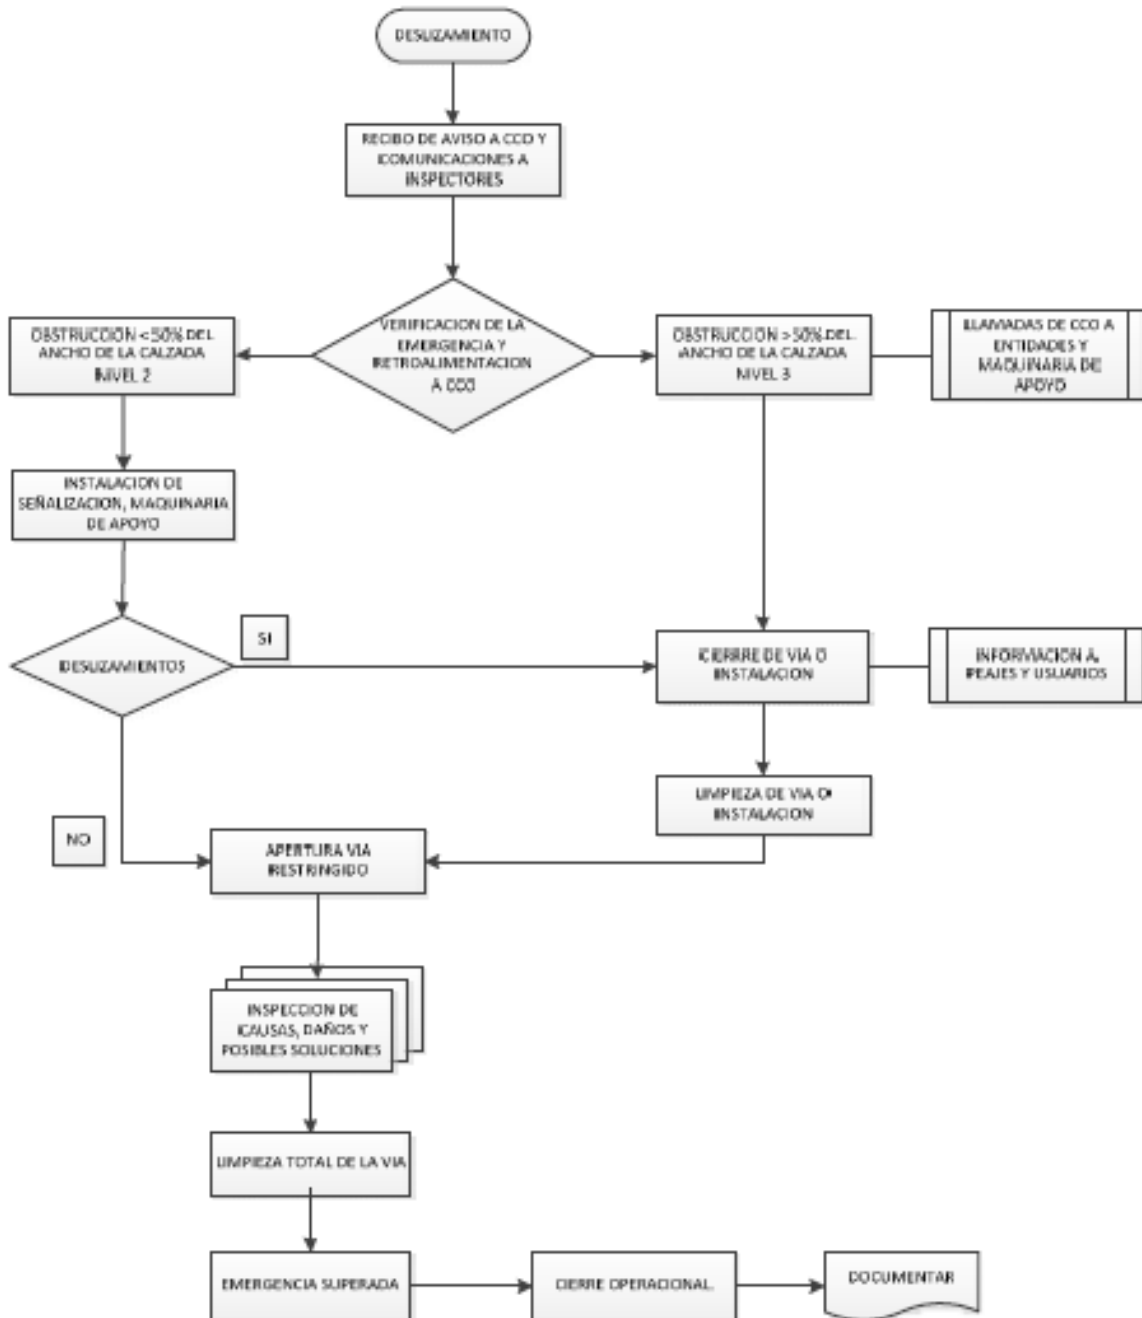 DESLIZAMIENTO
RECIBO DE AVISO A CCO Y
COMUNICACIONES A
INSPECTORES
VERIFICACION DE LA
EMERGENCIA Y
RETROALIMENTACION
A CCO
OBSTRUCCION <50% DEL
ANCHO DE LA CALZADA
NIVEL 2
OBSTRUCCION >50% DEL
ANCHO DE LA CALZADA
NIVEL 3
LLAMADAS DE CCO A
ENTIDADES Y
MAQUINARIA DE
APOYO
INSTALACION DE
SEÑALIZACION, MAQUINARIA
DE APOYO
DESLIZAMIENTOS
SI
CIERRRE DE VIA O
INSTALACION
INFORMACION A
PEAJES Y USUARIOS
LIMPIEZA DE VIA O
INSTALACION
NO
APERTURA VIA
RESTRINGIDO
INSPECCION DE
CAUSAS, DAÑOS Y
POSIBLES SOLUCIONES
LIMPIEZA TOTAL DE LA VIA
EMERGENCIA SUPERADA
CIERRE OPERACIONAL
DOCUMENTAR